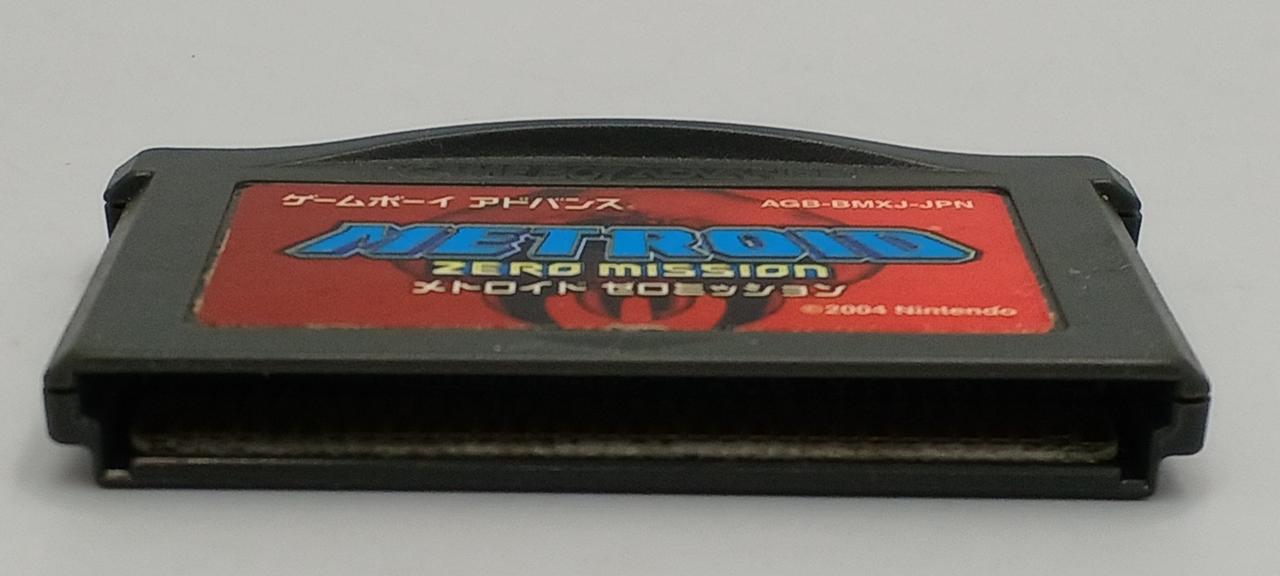 ゲームボーイ アドバンス AGB-BMXJ-JPN
METROID
ZERO MISSION
メトロイド ゼロミッション
©2004 Nintendo